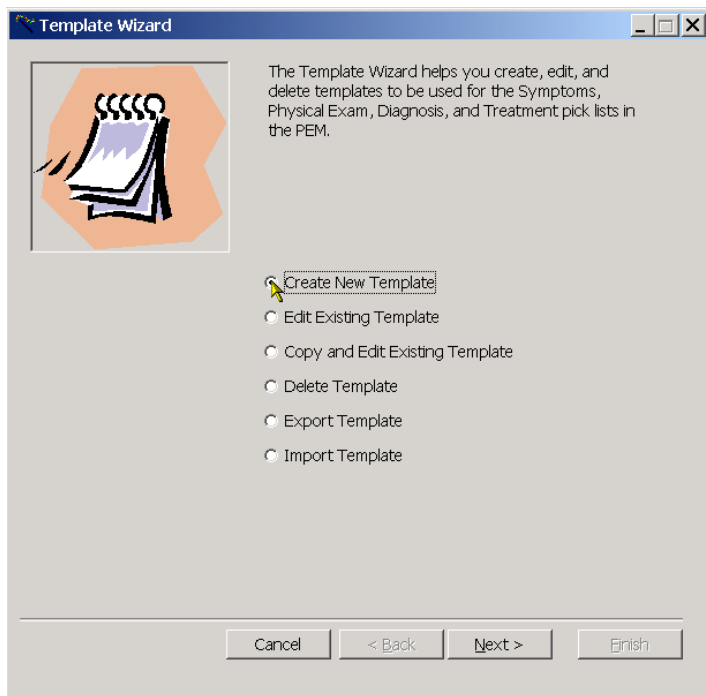 Template Wizard
The Template Wizard helps you create, edit, and
delete templates to be used for the Symptoms,
Physical Exam, Diagnosis, and Treatment pick lists in
the PEM.
Create New Template
Edit Existing Template
Copy and Edit Existing Template
Delete Template
Export Template
Import Template
Cancel < Back Next > Finish